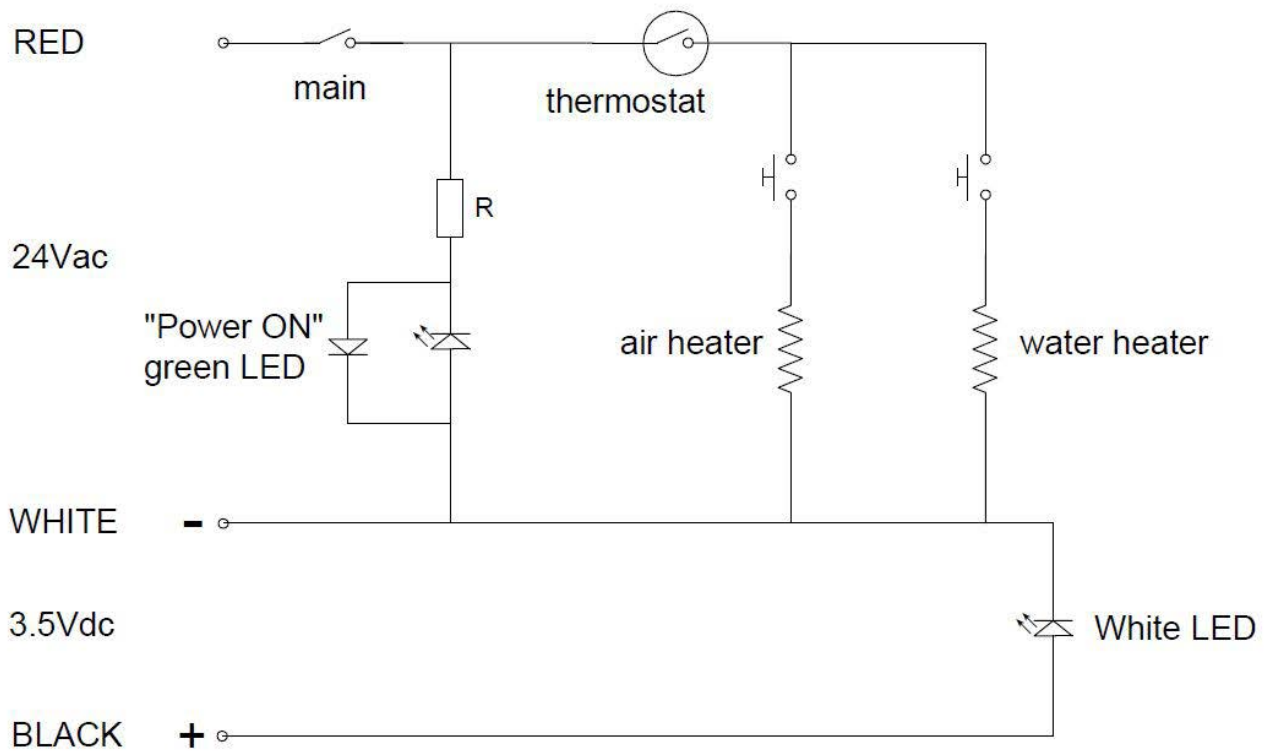 RED
main
thermostat
R
24Vac
"Power ON"
green LED
air heater
water heater
WHITE -
3.5Vdc
White LED
BLACK +